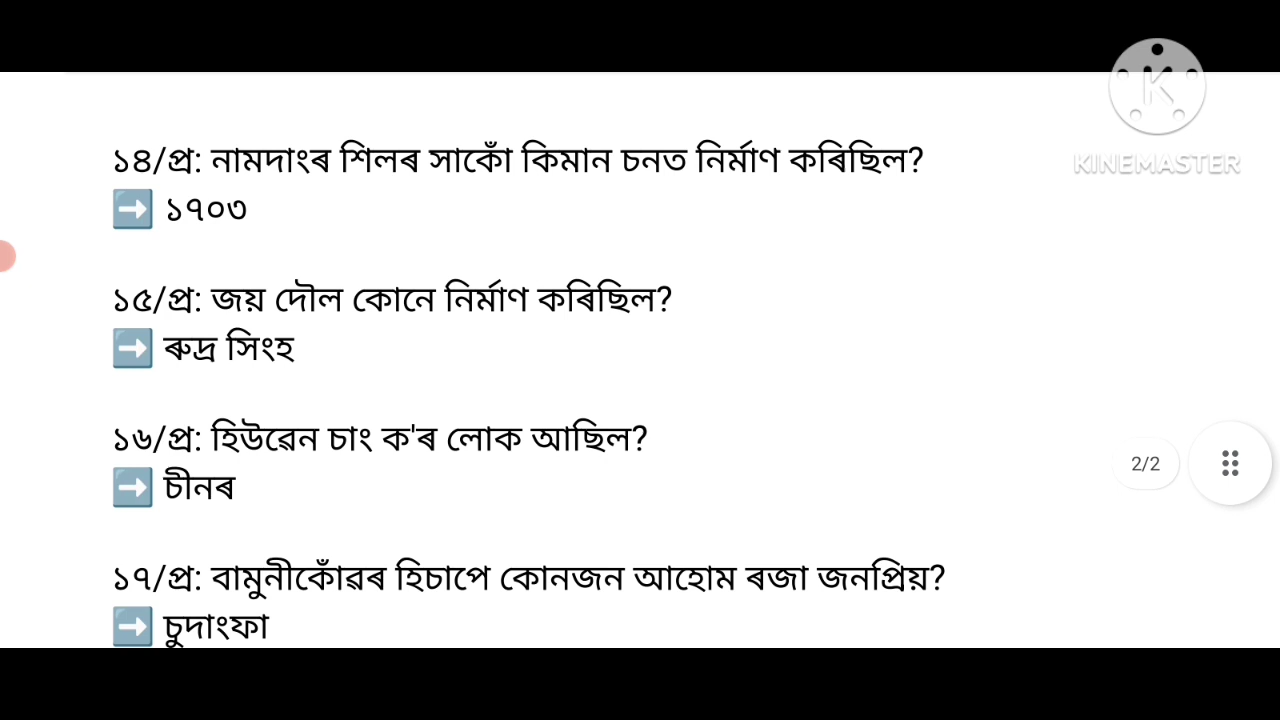 KINEMASTER
১৪/প্ৰ: নামদাংৰ শিলৰ সাকোঁ কিমান চনত নিৰ্মাণ কৰিছিল?
➡️ ১৭০৩
১৫/প্ৰ: জয় দৌল কোনে নিৰ্মাণ কৰিছিল?
➡️ ৰুদ্ৰ সিংহ
১৬/প্ৰ: হিউৱেন চাং ক'ৰ লোক আছিল?
➡️ চীনৰ
2/2
১৭/প্ৰ: বামুনীকোঁৱৰ হিচাপে কোনজন আহোম ৰজা জনপ্ৰিয়?
➡️ চুদাংফা